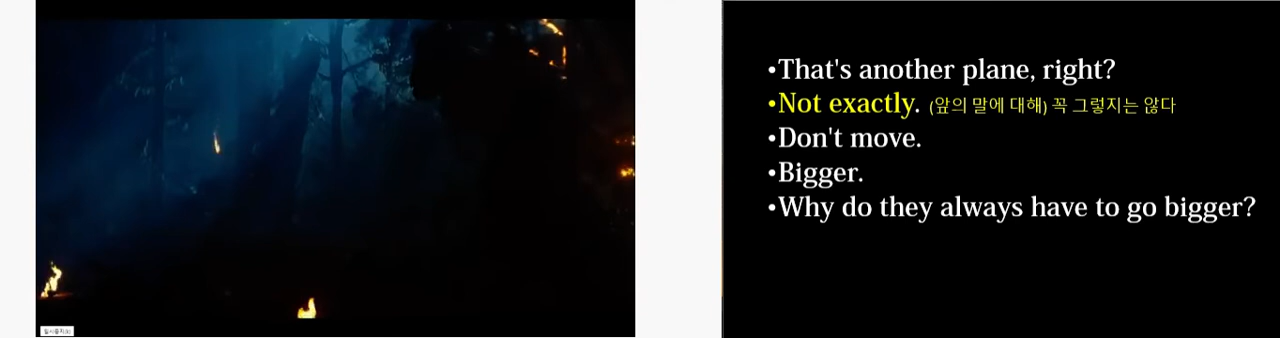 •That's another plane, right?
•Not exactly. (앞의 말에 대해) 꼭 그렇지는 않다
•Don't move.
•Bigger.
•Why do they always have to go bigger?